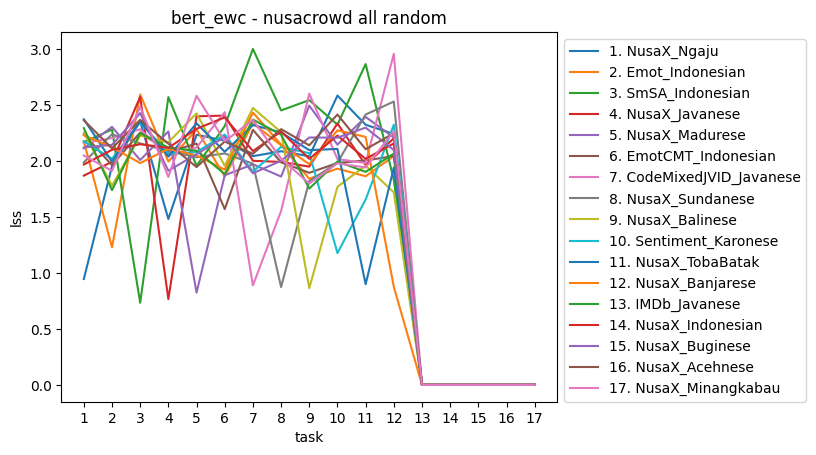 bert_ewc - nusacrowd all random
lss
3.0
2.5
2.0
1.5
1.0
0.5
0.0
1 2 3 4 5 6 7 8 9 10 11 12 13 14 15 16 17
task
1. NusaX_Ngaju
2. Emot_Indonesian
3. SmSA_Indonesian
4. NusaX_Javanese
5. NusaX_Madurese
6. EmotCMT_Indonesian
7. CodeMixedJVID_Javanese
8. NusaX_Sundanese
9. NusaX_Balinese
10. Sentiment_Karonese
11. NusaX_TobaBatak
12. NusaX_Banjarese
13. IMDb_Javanese
14. NusaX_Indonesian
15. NusaX_Buginese
16. NusaX_Acehnese
17. NusaX_Minangkabau